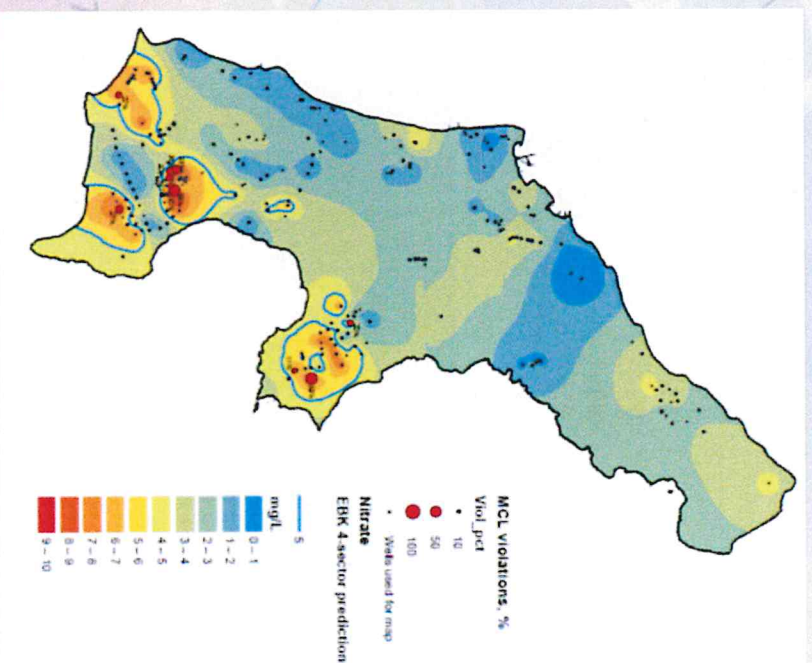 MCL violations, %
Viol_pct
10
50
100
Wells used for map
Nitrate
EBK 4-sector prediction
5
mg/L
0 – 1
1 – 2
2 – 3
3 – 4
4 – 5
5 – 6
6 – 7
7 – 8
8 – 9
9 – 10